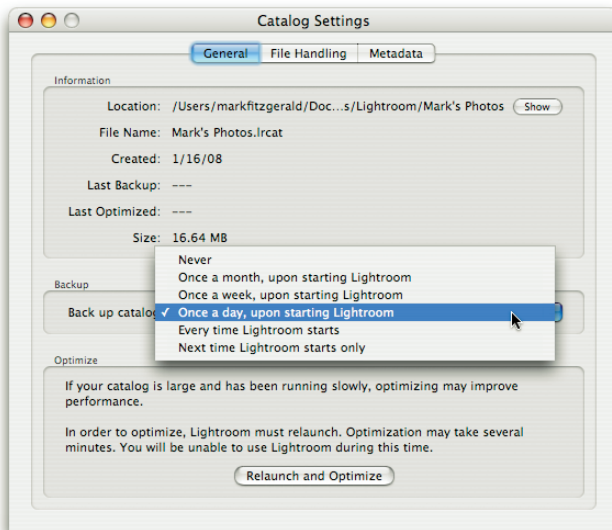 Catalog Settings
General File Handling Metadata
Information
Location: /Users/markfitzgerald/Doc...s/Lightroom/Mark's Photos Show
File Name: Mark's Photos.lrcat
Created: 1/16/08
Last Backup: ---
Last Optimized: ---
Size: 16.64 MB
Never
Once a month, upon starting Lightroom
Backup
Once a week, upon starting Lightroom
Back up catalog ✓ Once a day, upon starting Lightroom
Every time Lightroom starts
Next time Lightroom starts only
Optimize
If your catalog is large and has been running slowly, optimizing may improve
performance.
In order to optimize, Lightroom must relaunch. Optimization may take several
minutes. You will be unable to use Lightroom during this time.
Relaunch and Optimize